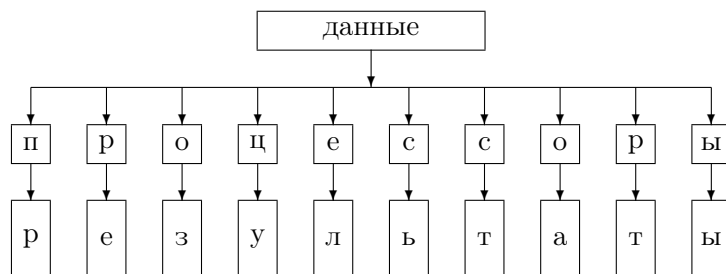 данные
п р о ц е с с о р ы
р е з у л ь т а т ы